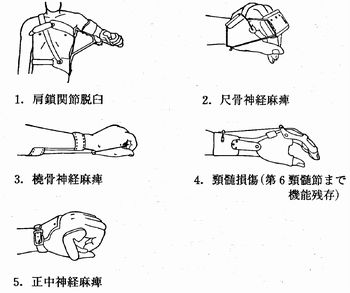 1. 肩鎖関節脱臼
2. 尺骨神経麻痺
3. 橈骨神経麻痺
4. 頸髄損傷(第6頸髄節まで
機能残存)
5. 正中神経麻痺